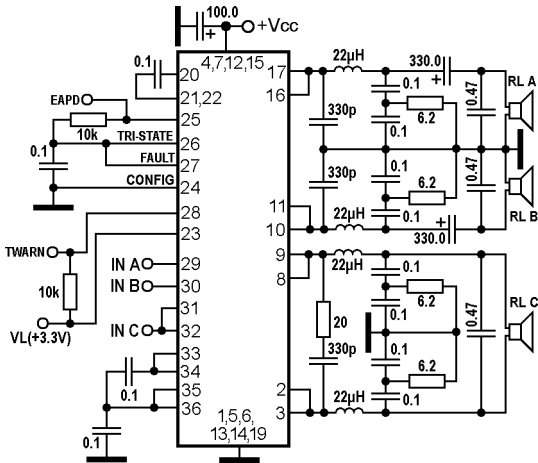 100.0
+Vcc
4,7,12,15
0.1
20
21,22
EAPD
25
10k
TRI-STATE
26
0.1
FAULT
27
CONFIG
24
28
TWARN
23
10k
VL(+3.3V)
IN A
29
IN B
30
31
IN C
32
33
34
0.1
35
36
0.1
1,5,6,
13,14,19
17
16
11
10
9
8
2
3
22µH
330.0
+
0.1
6.2
0.1
0.47
RL A
330p
330p
0.1
6.2
0.1
0.47
RL B
22µH
+
330.0
22µH
0.1
6.2
0.1
0.47
RL C
20
330p
0.1
6.2
0.1
22µH
+